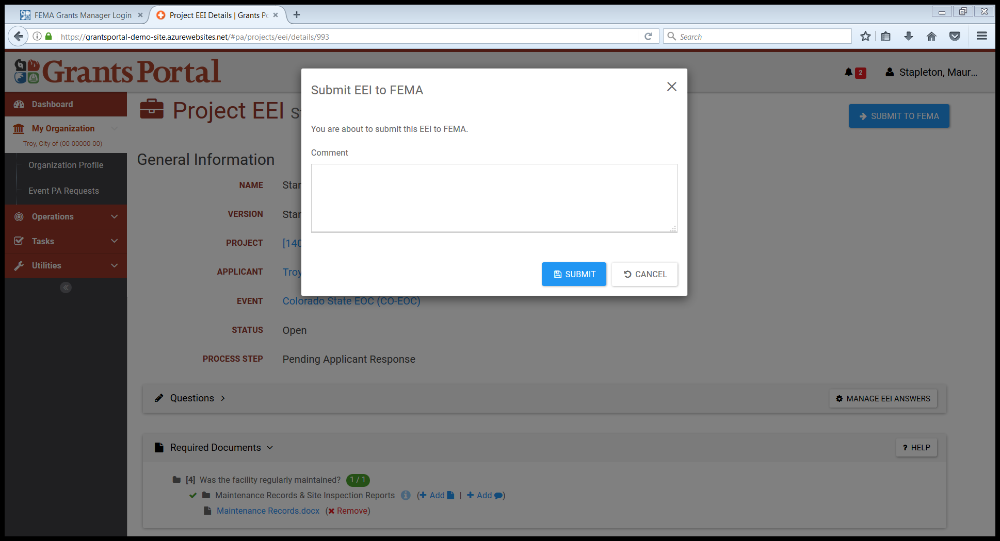 FEMA Grants Manager Login
Project EEI Details | Grants Po
https://grantsportal-demo-site.azurewebsites.net/#pa/projects/eei/details/993
Search
Grants Portal
2
Stapleton, Maur...
Dashboard
My Organization
Troy, City of (00-00000-00)
Organization Profile
Event PA Requests
Operations
Tasks
Utilities
Project EEI
SUBMIT TO FEMA
General Information
NAME Star
VERSION Star
PROJECT [140
APPLICANT Troy
EVENT Colorado State EOC (CO-EOC)
STATUS Open
PROCESS STEP Pending Applicant Response
Submit EEI to FEMA
You are about to submit this EEI to FEMA.
Comment
SUBMIT
CANCEL
Questions
MANAGE EEI ANSWERS
Required Documents
? HELP
[4] Was the facility regularly maintained? 1 / 1
Maintenance Records & Site Inspection Reports (+ Add | + Add)
Maintenance Records.docx (Remove)